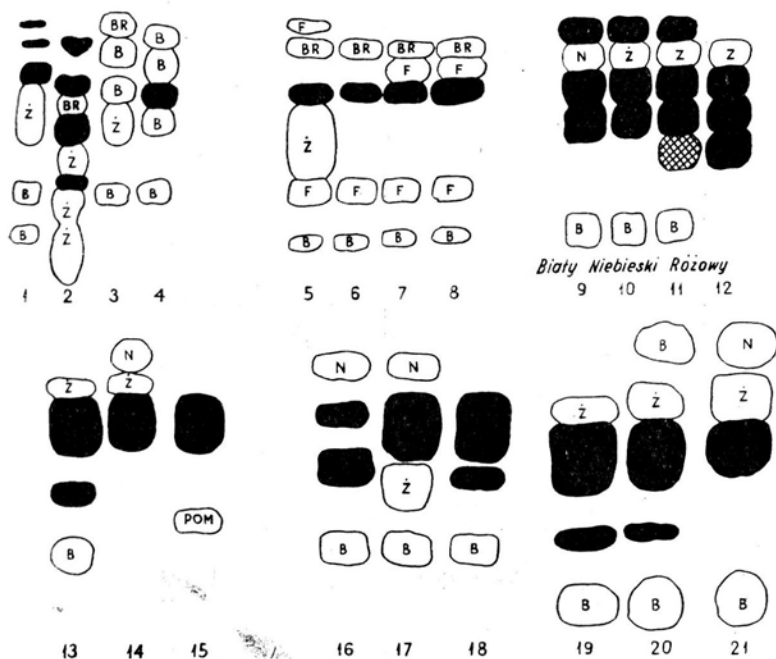 BR
B B
BR B
Ż Ż B
Ż
B B B
Ż
B Ż
1 2 3 4
F
BR BR BR BR
F F
Ż
F F F F
B B B B
5 6 7 8
N Ż Z Z
B B B
Biały Niebieski Różowy
9 10 11 12
N
Ż Ż
POM
B
13 14 15
N N
Ż
B B B
16 17 18
B N
Ż Ż Ż
B B B
19 20 21